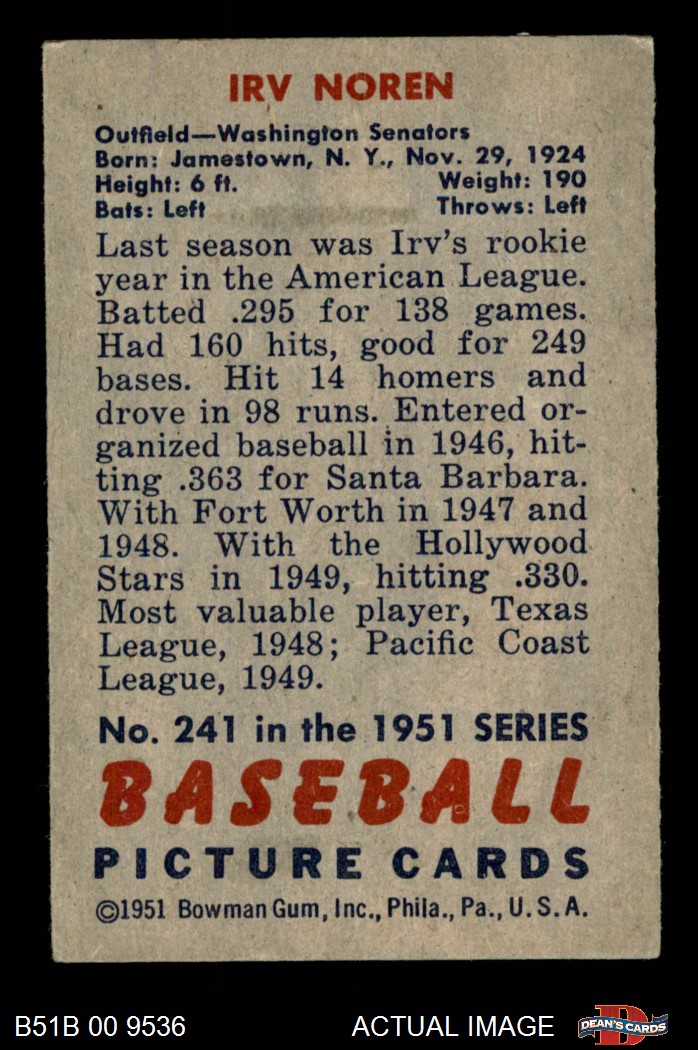 IRV NOREN
Outfield—Washington Senators
Born: Jamestown, N. Y., Nov. 29, 1924
Height: 6 ft. Weight: 190
Bats: Left Throws: Left
Last season was Irv's rookie
year in the American League.
Batted .295 for 138 games.
Had 160 hits, good for 249
bases. Hit 14 homers and
drove in 98 runs. Entered or-
ganized baseball in 1946, hit-
ting .363 for Santa Barbara.
With Fort Worth in 1947 and
1948. With the Hollywood
Stars in 1949, hitting .330.
Most valuable player, Texas
League, 1948; Pacific Coast
League, 1949.
No. 241 in the 1951 SERIES
BASEBALL
PICTURE CARDS
©1951 Bowman Gum, Inc., Phila., Pa., U. S. A.
B51B 00 9536 ACTUAL IMAGE
D
DEAN'S CARDS